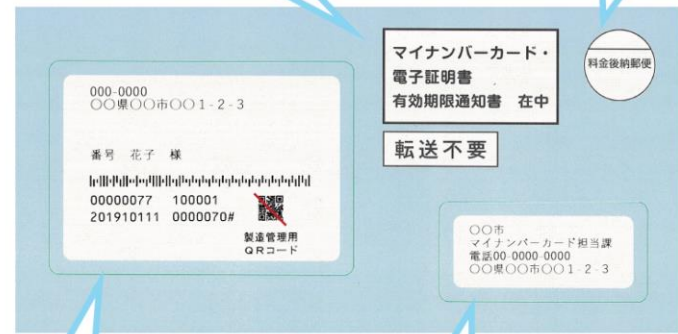 マイナンバーカード・
電子証明書
有効期限通知書 在中
料金後納郵便
転送不要
000-0000
〇〇県〇〇市〇〇1-2-3
番号 花子 様
00000077 100001
201910111 0000070#
製造管理用
QRコード
〇〇市
マイナンバーカード担当課
電話00-0000-0000
〇〇県〇〇市〇〇1-2-3